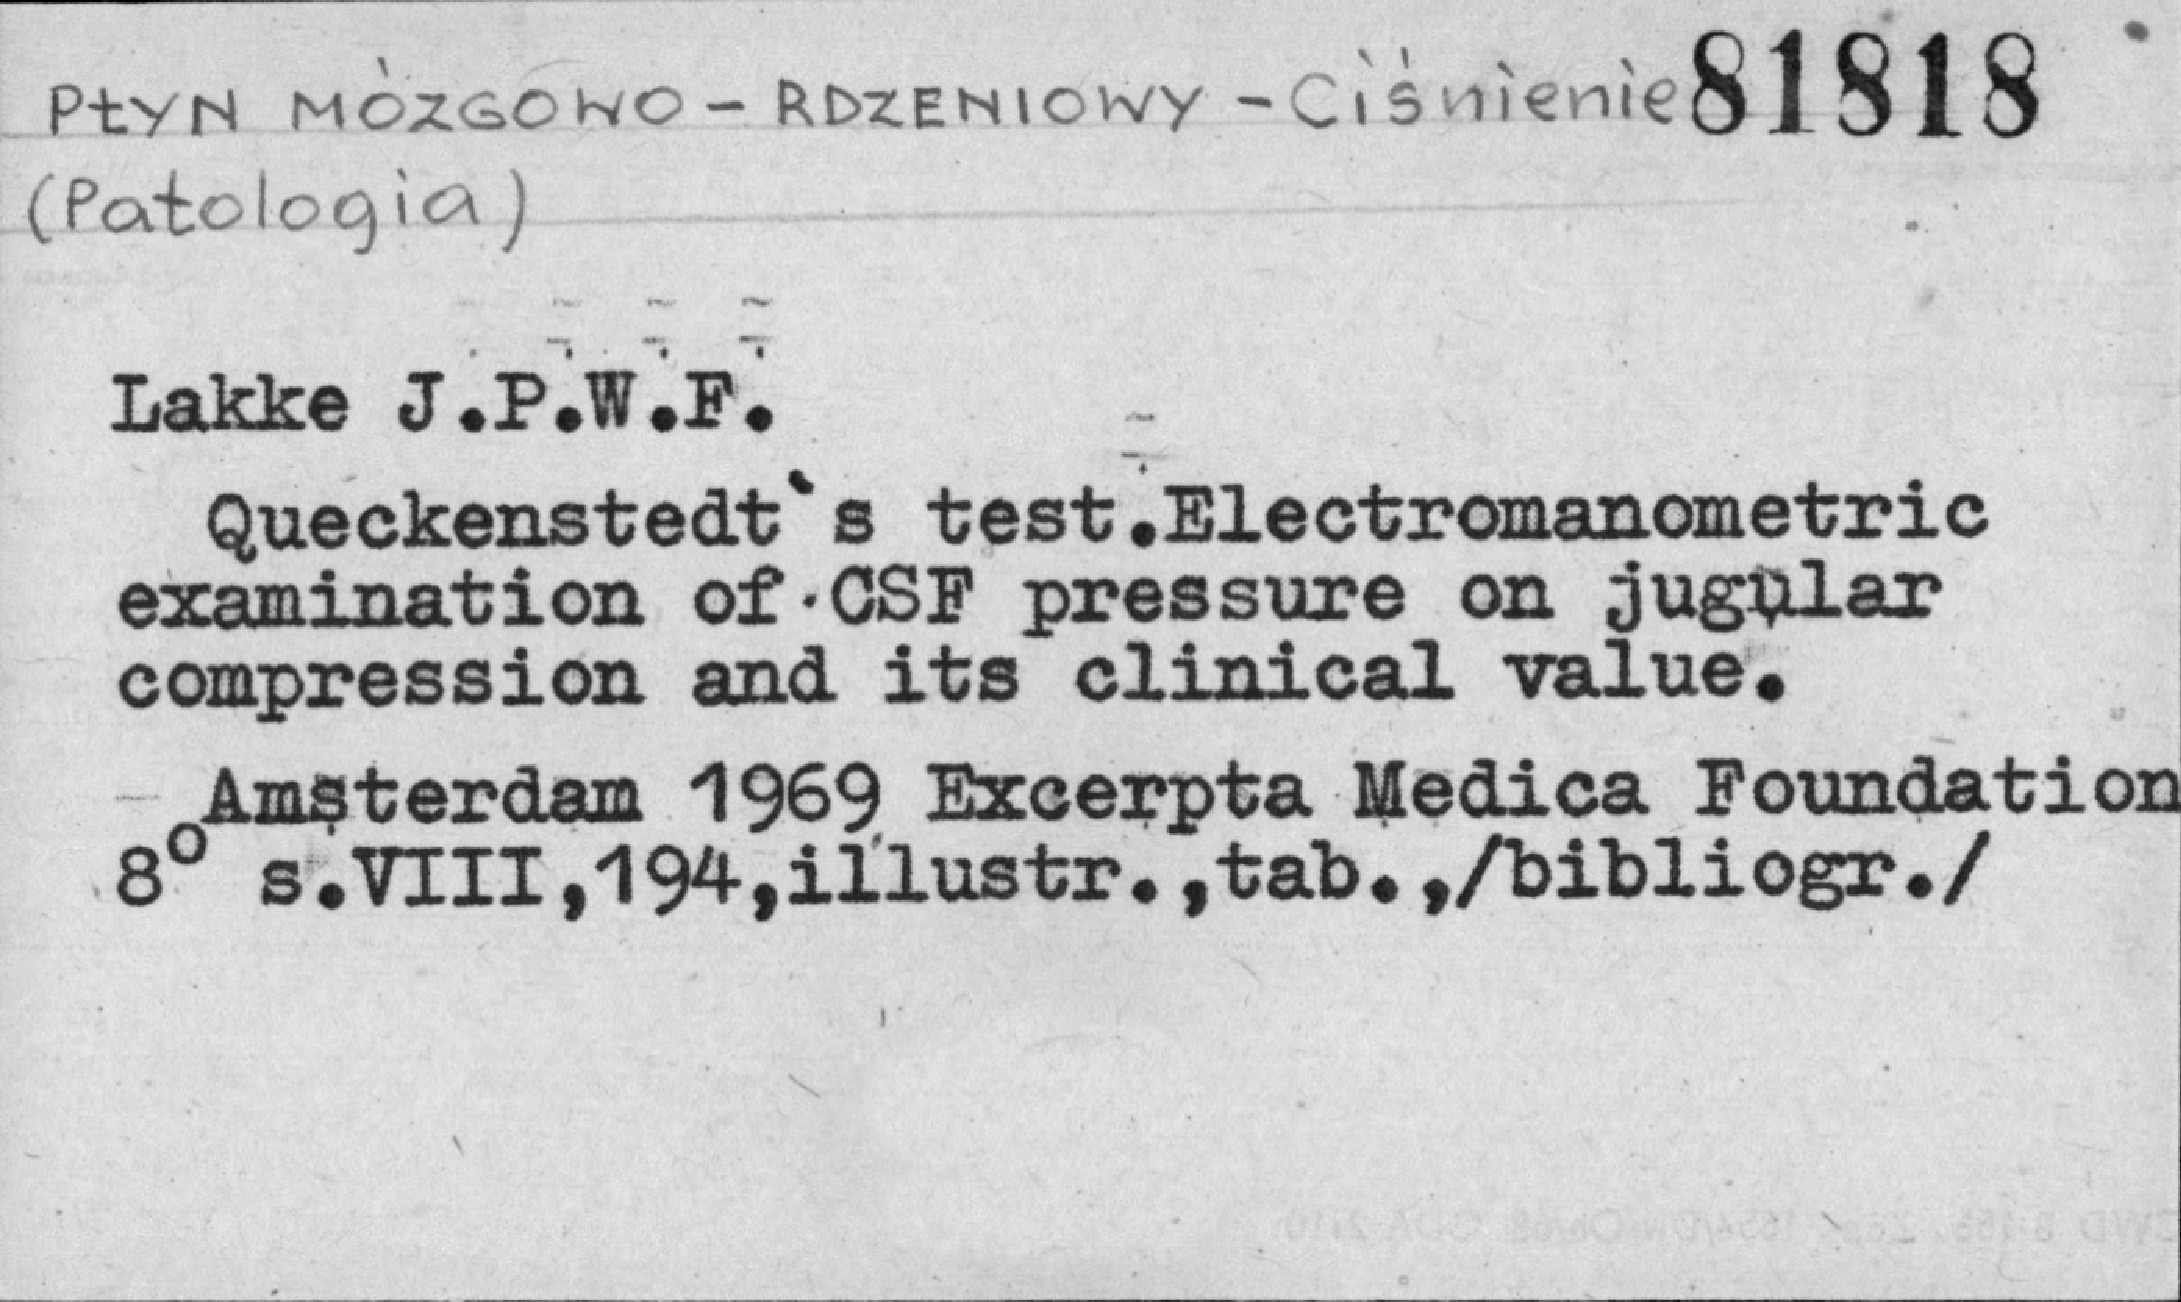 PŁYN MÓZGOWO - RDZENIOWY - Ciśnienie 81818
(Patologia)
Lakke J.P.W.F.
Queckenstedt`s test.Electromanometric
examination of CSF pressure on jugular
compression and its clinical value.
Amsterdam 1969 Excerpta Medica Foundation
8° s.VIII,194,illustr.,tab.,/bibliogr./